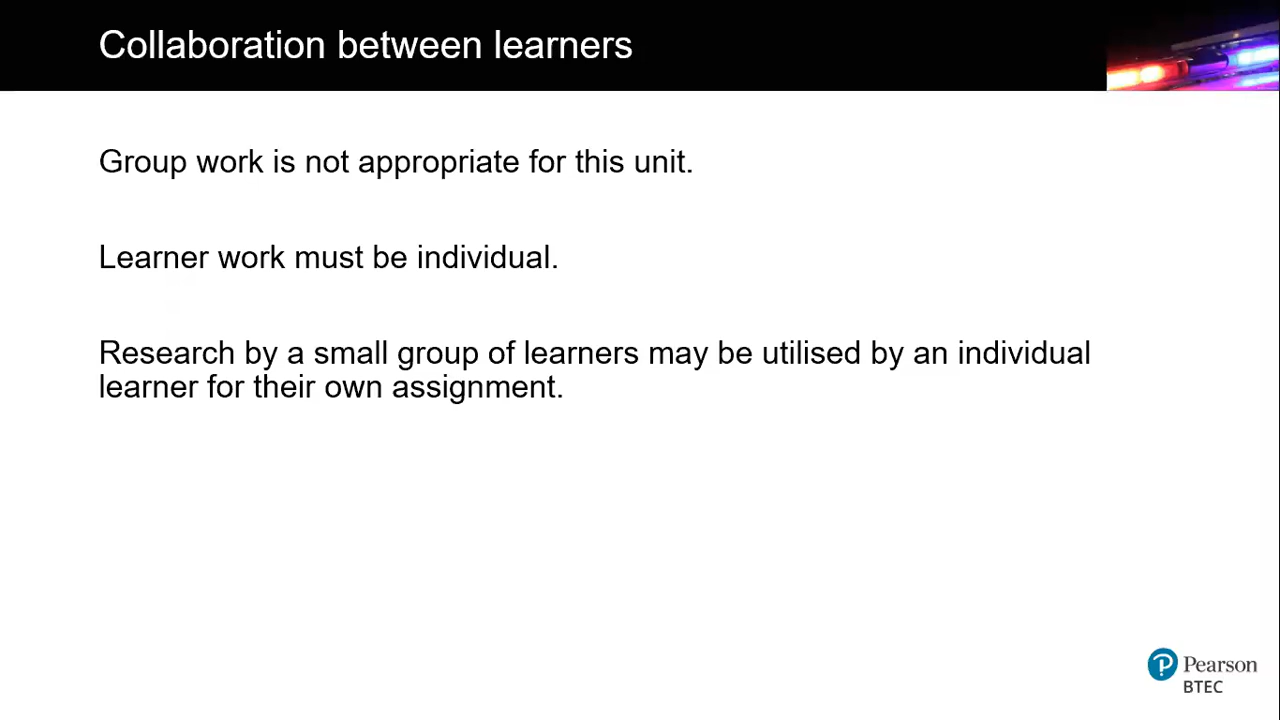 Collaboration between learners
Group work is not appropriate for this unit.
Learner work must be individual.
Research by a small group of learners may be utilised by an individual
learner for their own assignment.
Pearson
BTEC